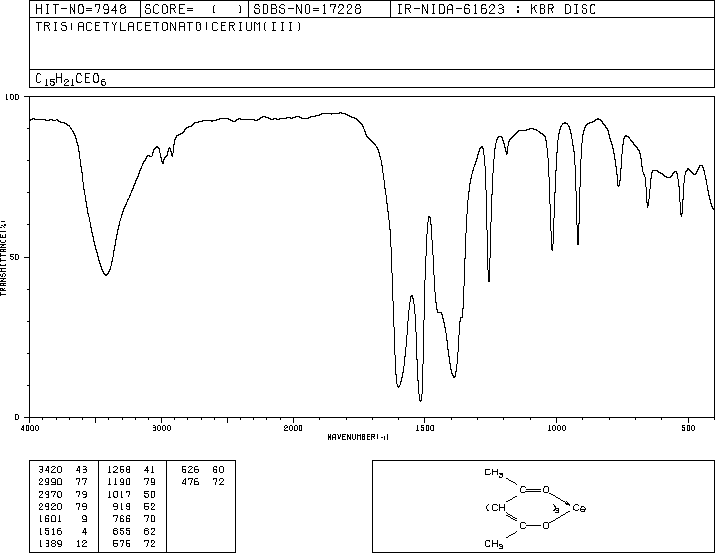 HIT-NO=7948 SCORE= ( ) SDBS-NO=17228 IR-NIDA-61623 : KBR DISC
TRIS(ACETYLACETONATO)CERIUM(III)
C15H21CEO6
100
50
0
TRANSMITTANCE(%)
4000 3000 2000 1500 1000 500
WAVENUMBER(-1)
3420 43 1258 41 526 60
2990 77 1190 79 476 72
2970 79 1017 50
2920 79 919 52
1601 9 766 70
1516 4 655 62
1389 12 575 72
CH3
C=O
(CH )3 Ce
C-O
CH3